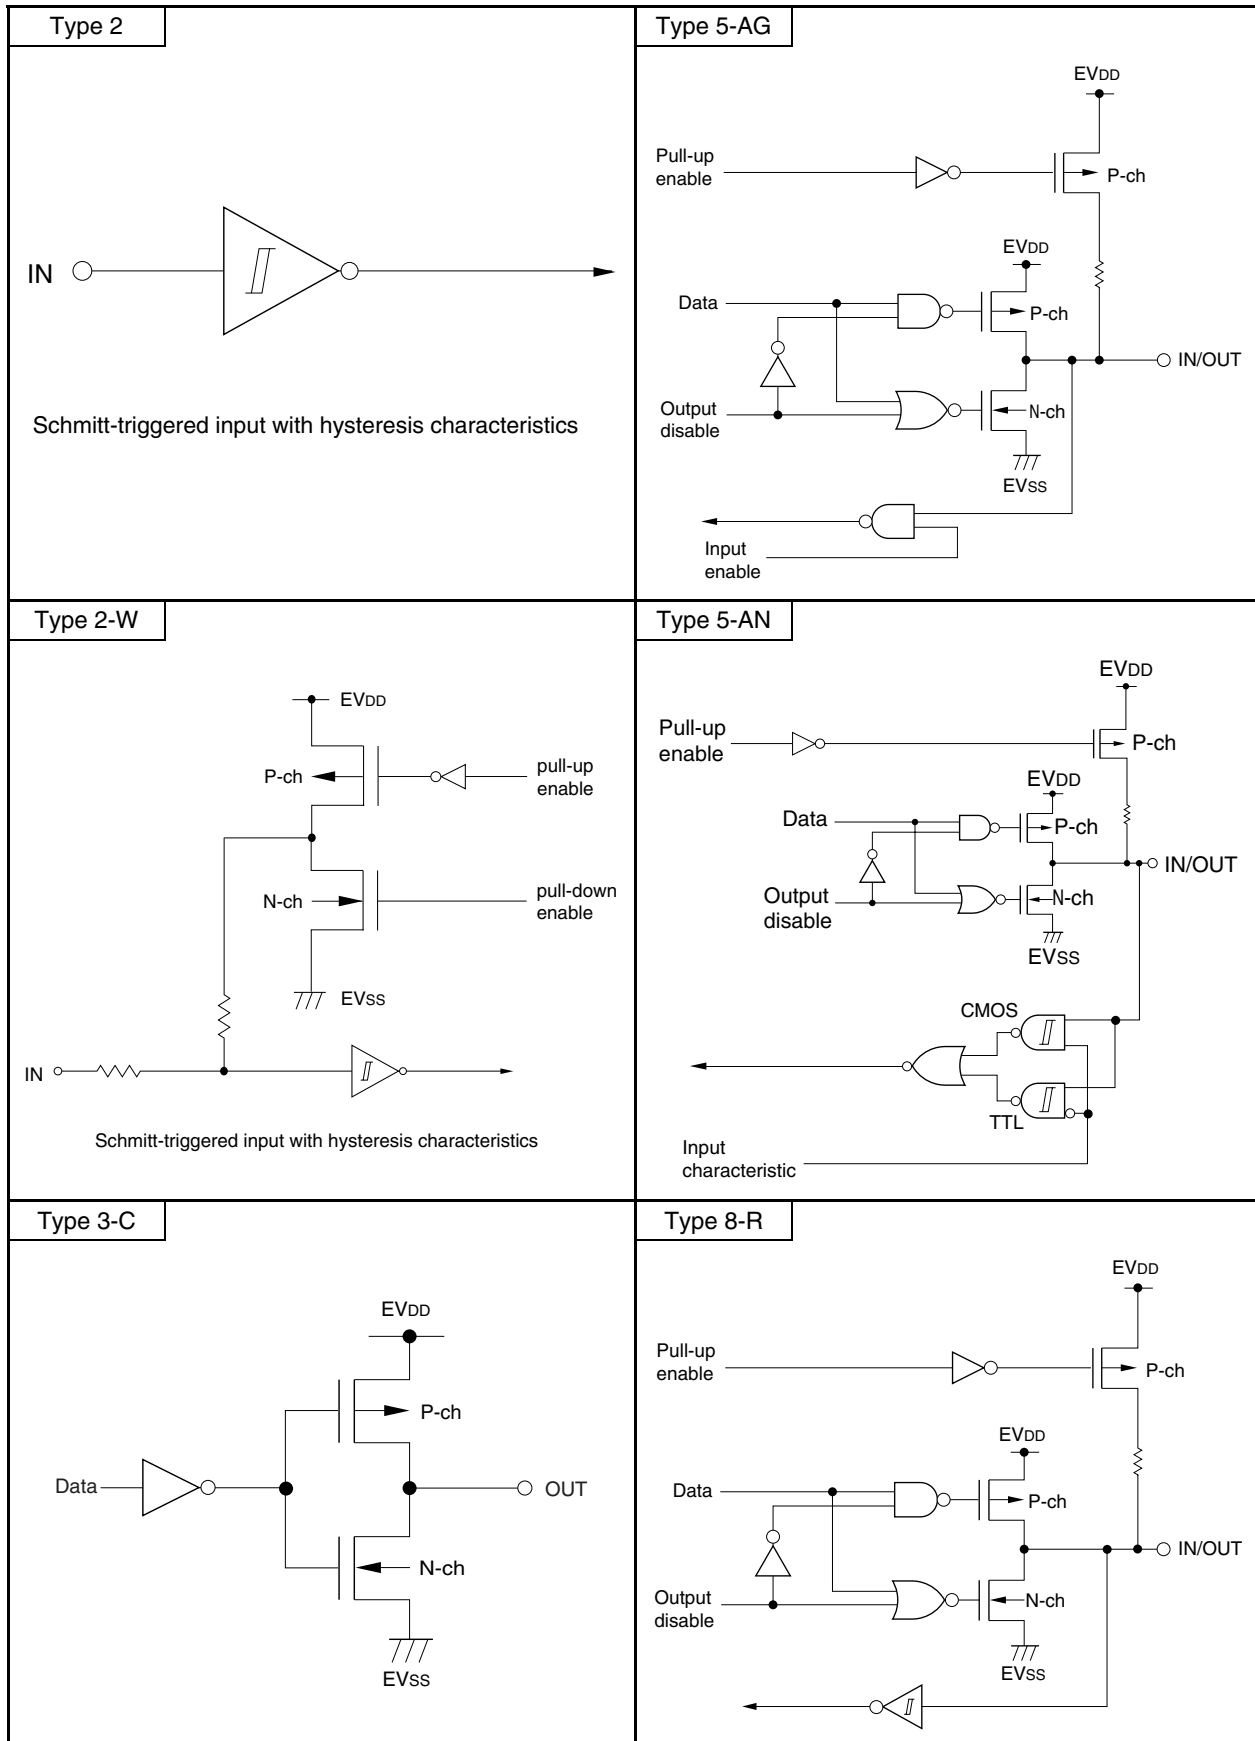 Type 2
IN
Schmitt-triggered input with hysteresis characteristics
Type 5-AG
EVDD
Pull-up
enable
P-ch
EVDD
Data
P-ch
IN/OUT
Output
disable
N-ch
EVSS
Input
enable
Type 2-W
EVDD
P-ch
pull-up
enable
N-ch
pull-down
enable
EVSS
IN
Schmitt-triggered input with hysteresis characteristics
Type 5-AN
EVDD
Pull-up
enable
P-ch
EVDD
Data
P-ch
IN/OUT
Output
disable
N-ch
EVSS
CMOS
TTL
Input
characteristic
Type 3-C
EVDD
P-ch
Data
OUT
N-ch
EVSS
Type 8-R
EVDD
Pull-up
enable
P-ch
EVDD
Data
P-ch
IN/OUT
Output
disable
N-ch
EVSS